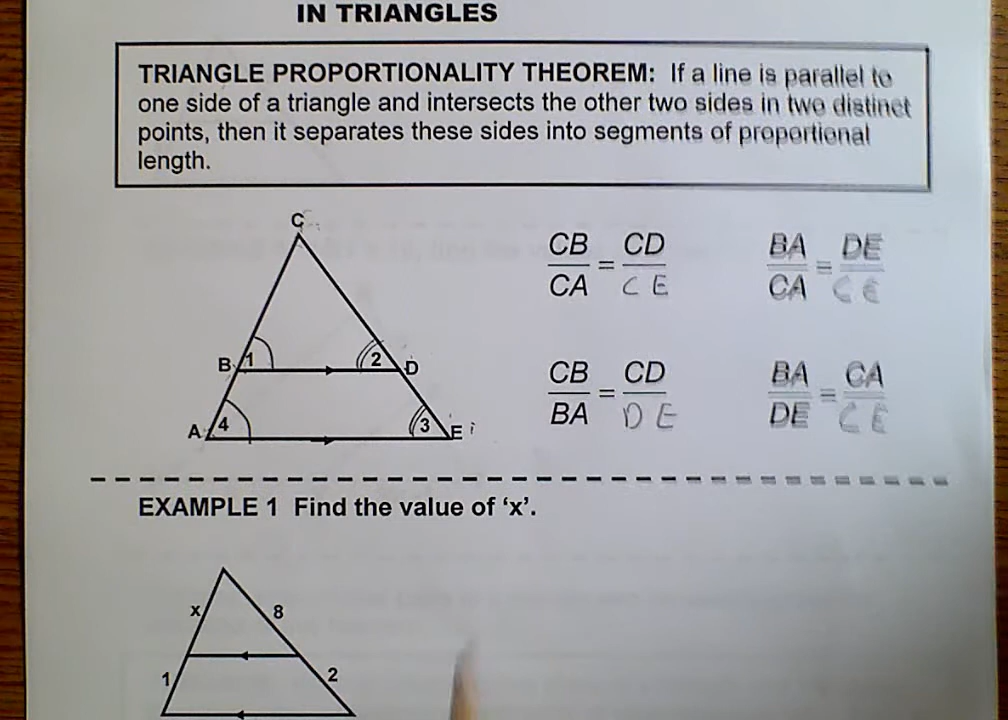 IN TRIANGLES
TRIANGLE PROPORTIONALITY THEOREM: If a line is parallel to
one side of a triangle and intersects the other two sides in two distinct
points, then it separates these sides into segments of proportional
length.
C
B 1 2 D
A 4 3 E
CB/CA = CD/CE
BA/CA = DE/CE
CB/BA = CD/DE
BA/DE = CA/CE
EXAMPLE 1 Find the value of ‘x’.
x 8
1 2